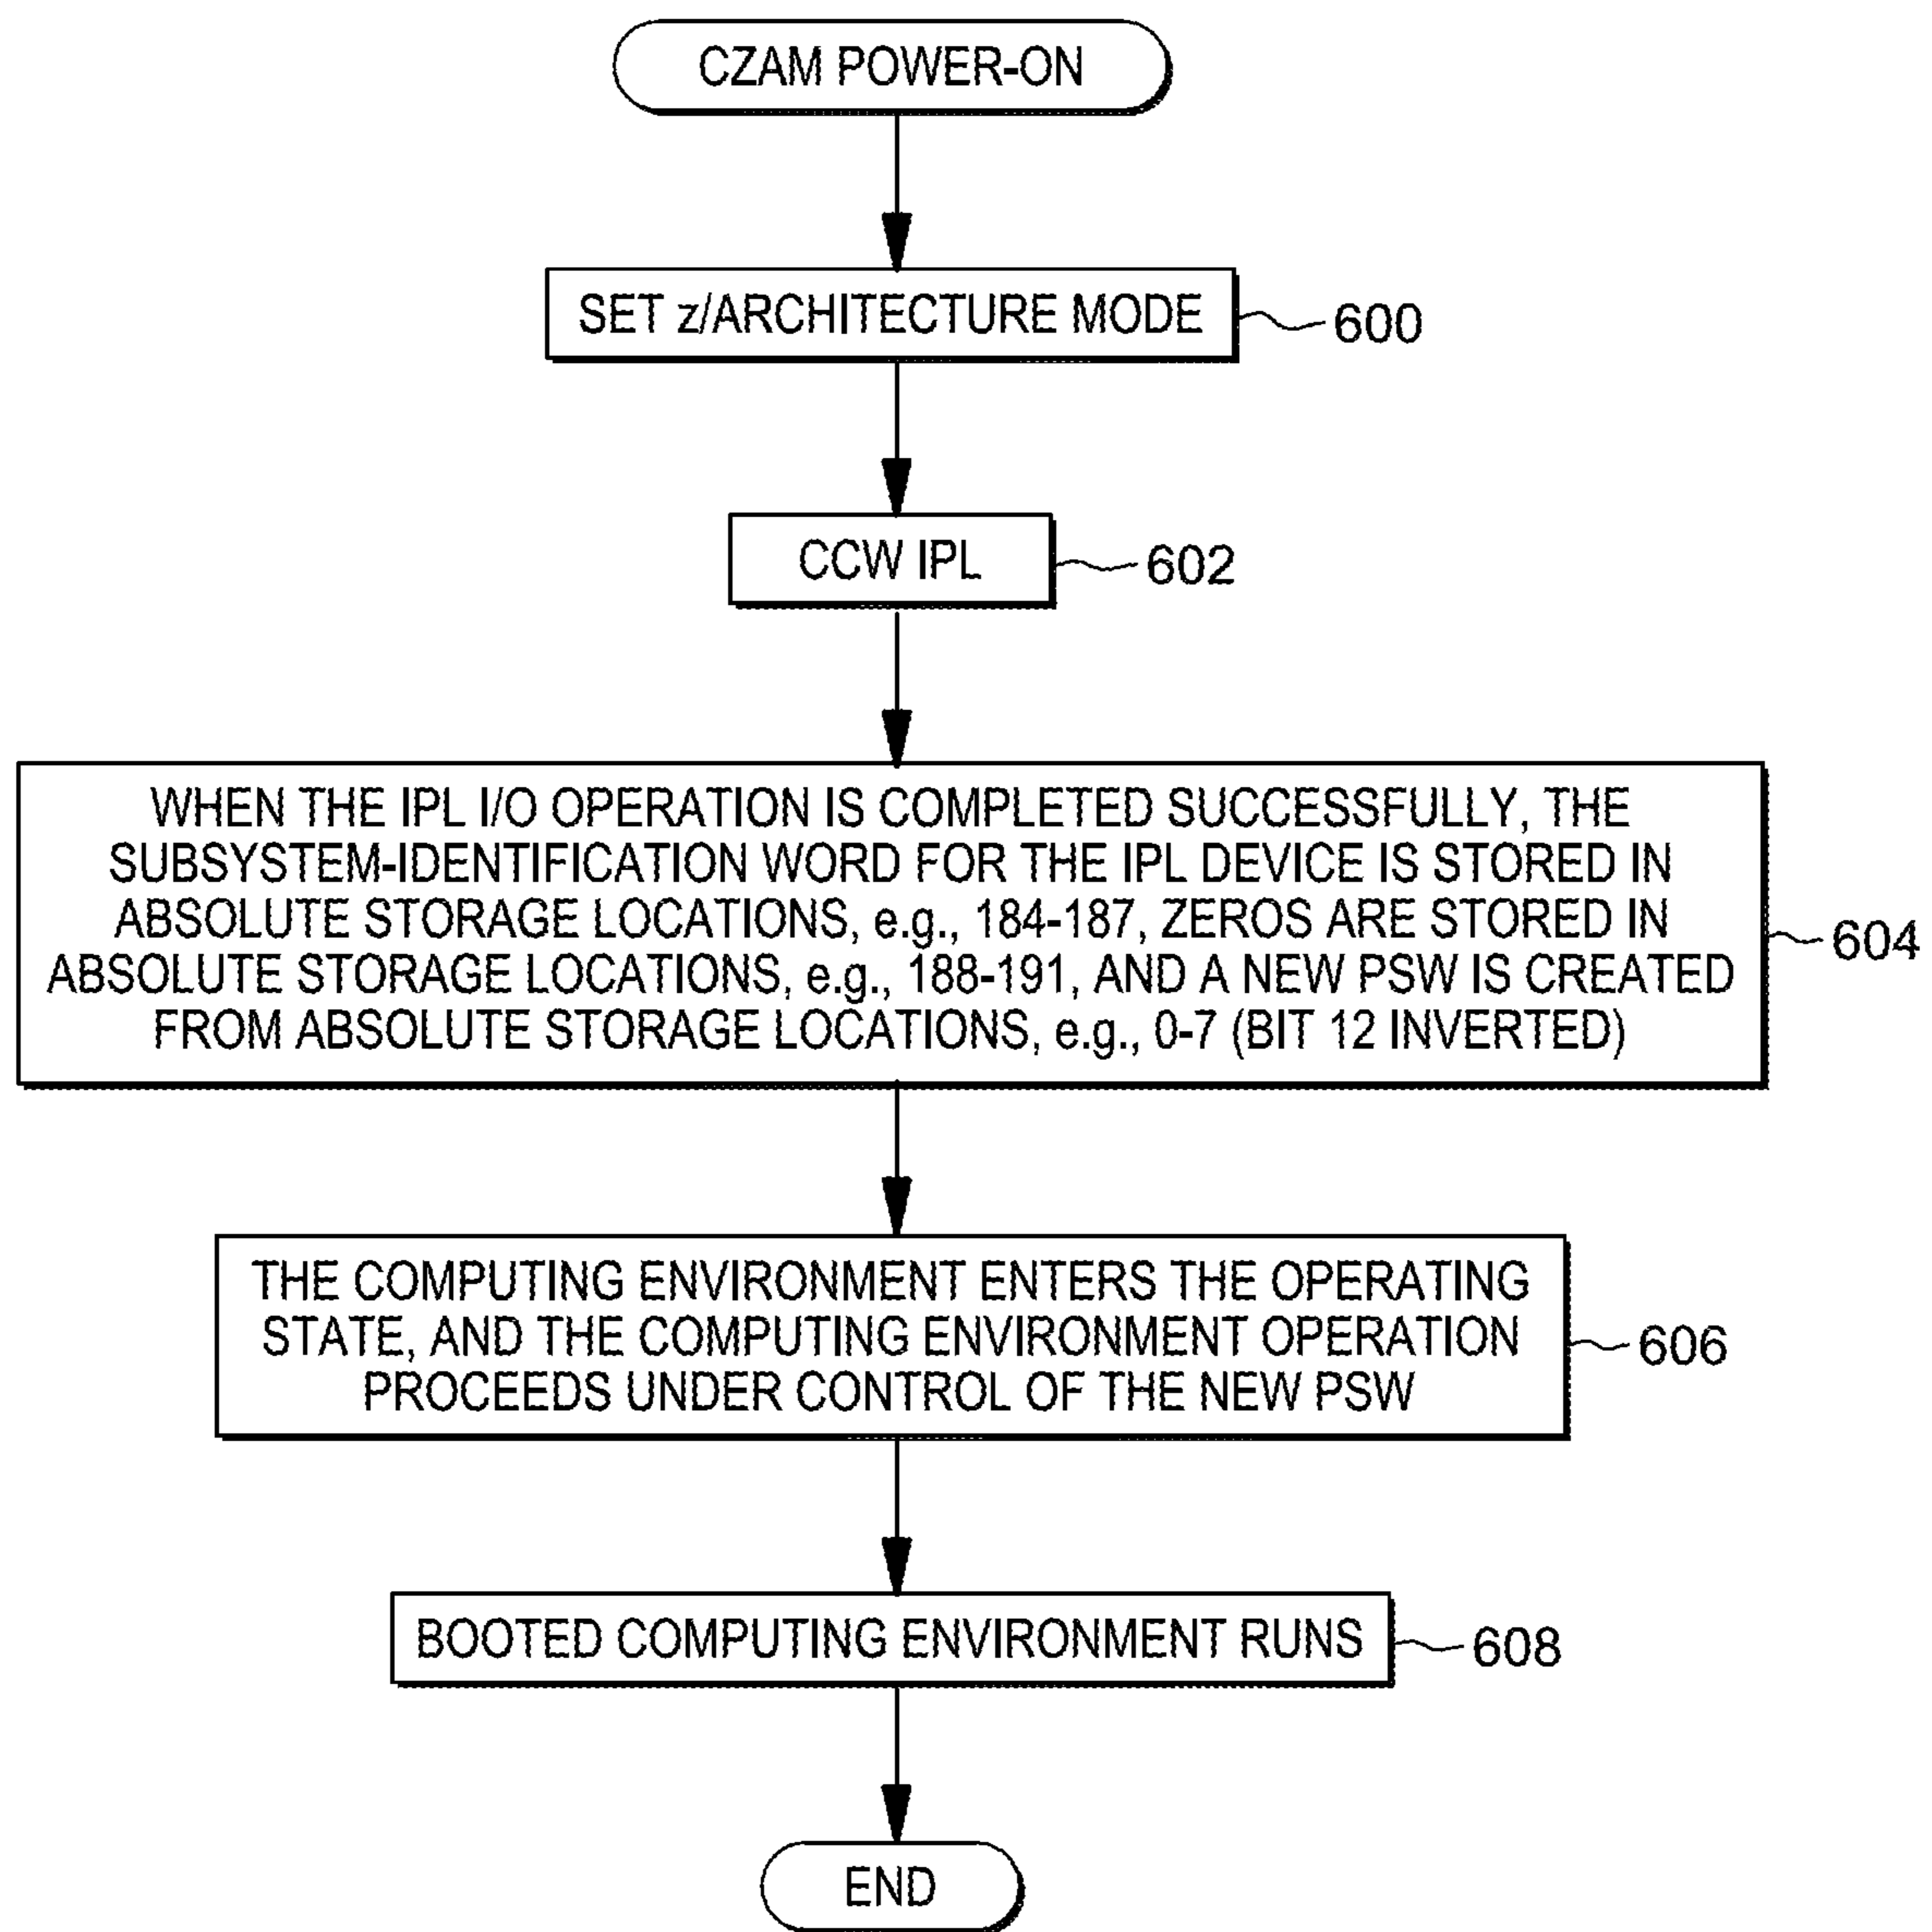 CZAM POWER-ON
SET z/ARCHITECTURE MODE
600
CCW IPL
602
WHEN THE IPL I/O OPERATION IS COMPLETED SUCCESSFULLY, THE
SUBSYSTEM-IDENTIFICATION WORD FOR THE IPL DEVICE IS STORED IN
ABSOLUTE STORAGE LOCATIONS, e.g., 184-187, ZEROS ARE STORED IN
ABSOLUTE STORAGE LOCATIONS, e.g., 188-191, AND A NEW PSW IS CREATED
FROM ABSOLUTE STORAGE LOCATIONS, e.g., 0-7 (BIT 12 INVERTED)
604
THE COMPUTING ENVIRONMENT ENTERS THE OPERATING
STATE, AND THE COMPUTING ENVIRONMENT OPERATION
PROCEEDS UNDER CONTROL OF THE NEW PSW
606
BOOTED COMPUTING ENVIRONMENT RUNS
608
END